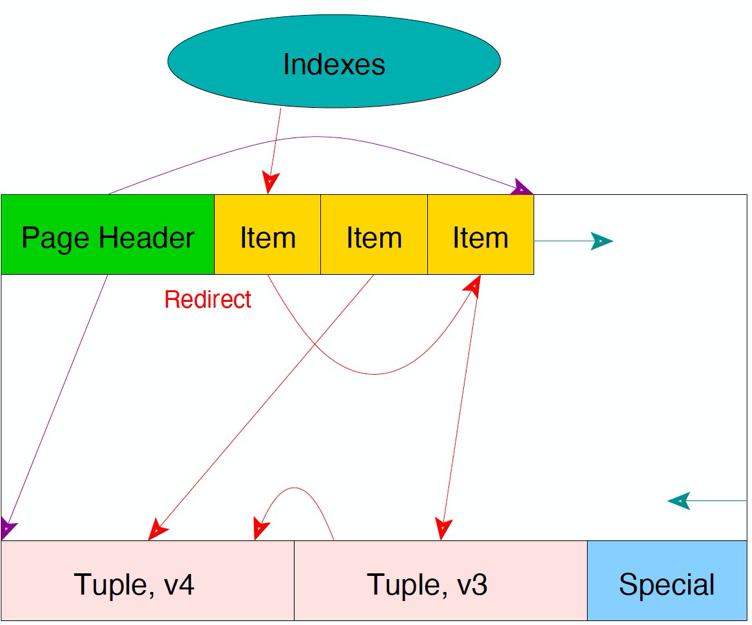 Indexes
Page Header
Item
Item
Item
Redirect
Tuple, v4
Tuple, v3
Special